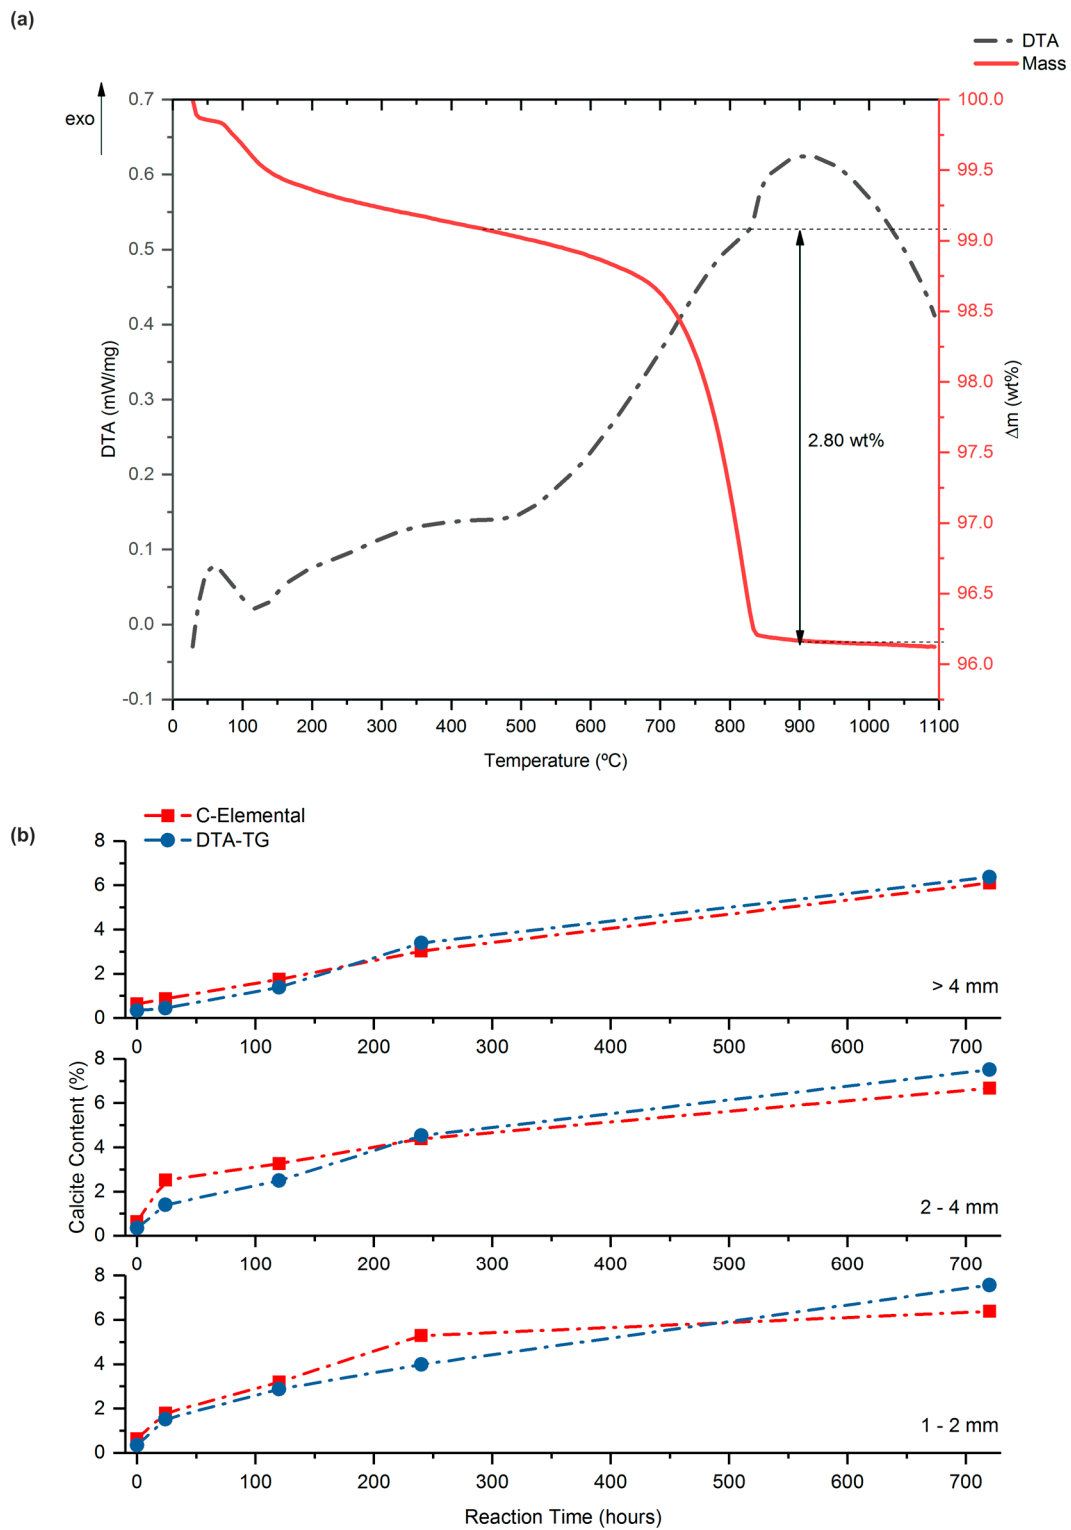 (a)
DTA
Mass
exo
0.7
0.6
0.5
0.4
0.3
0.2
0.1
0.0
-0.1
DTA (mW/mg)
100.0
99.5
99.0
98.5
98.0
97.5
97.0
96.5
96.0
Δm (wt%)
2.80 wt%
0 100 200 300 400 500 600 700 800 900 1000 1100
Temperature (ºC)
(b)
C-Elemental
DTA-TG
8
6
4
2
0
> 4 mm
0 100 200 300 400 500 600 700
Calcite Content (%)
8
6
4
2
0
2 - 4 mm
0 100 200 300 400 500 600 700
8
6
4
2
0
1 - 2 mm
0 100 200 300 400 500 600 700
Reaction Time (hours)